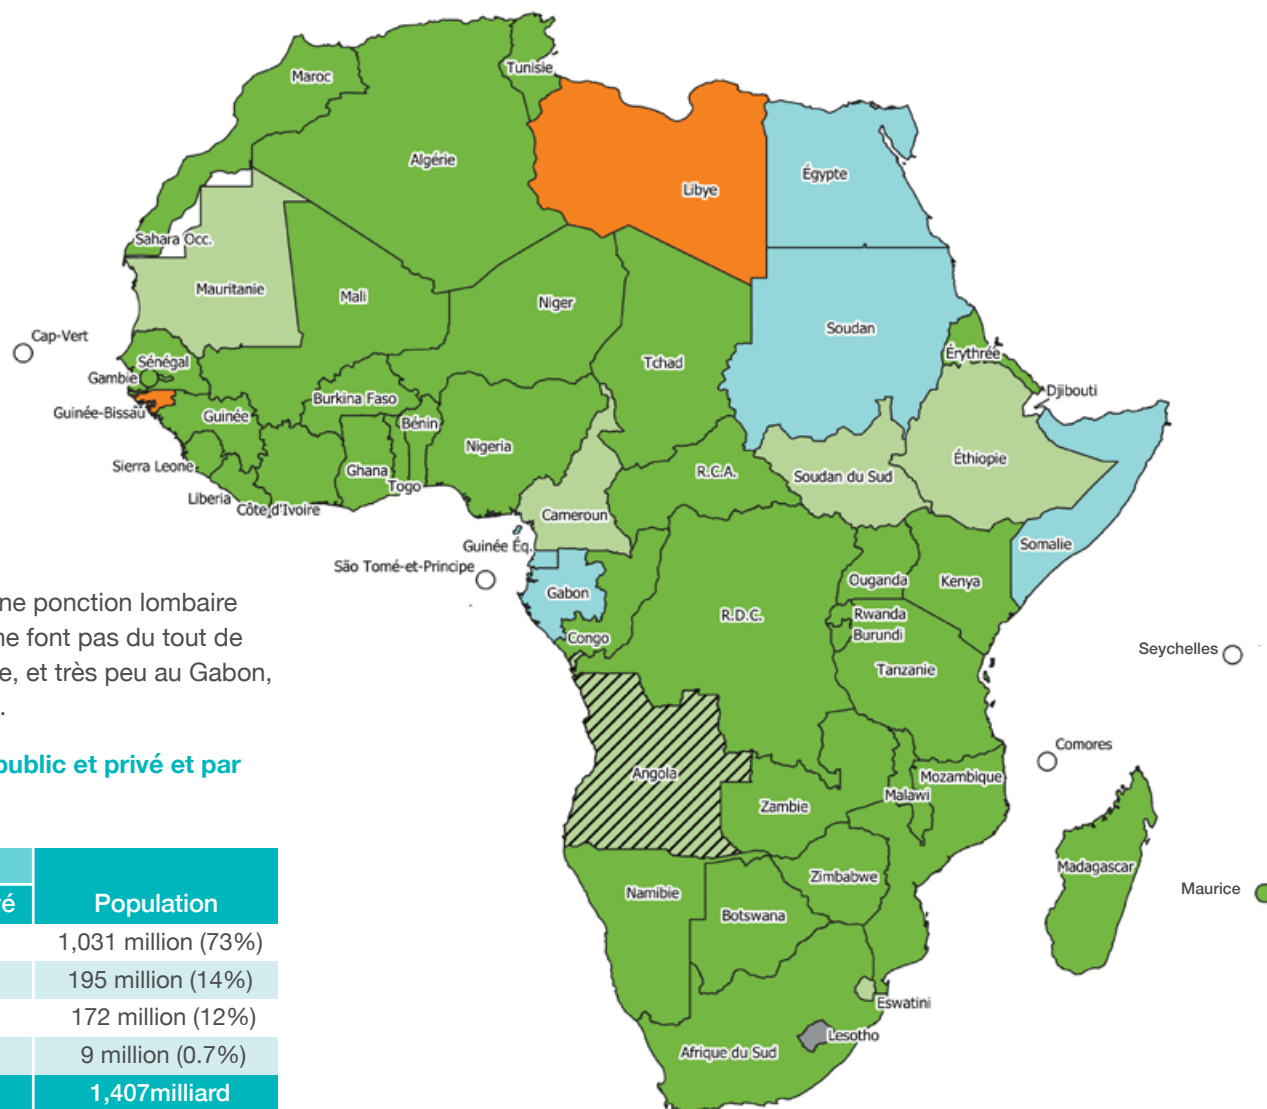 Maroc
Tunisie
Algérie
Libye
Égypte
Sahara Occ.
Mauritanie
Mali
Niger
Soudan
Cap-Vert
Sénégal
Tchad
Érythrée
Gambie
Djibouti
Burkina Faso
Guinée-Bissau
Guinée
Bénin
Nigeria
Éthiopie
Sierra Leone
Ghana
R.C.A.
Soudan du Sud
Togo
Liberia
Côte d'Ivoire
Cameroun
Guinée Éq.
Somalie
São Tomé-et-Principe
Gabon
Ouganda
Kenya
R.D.C.
Rwanda
Burundi
Congo
Seychelles
Tanzanie
Comores
Angola
Mozambique
Malawi
Zambie
Madagascar
Zimbabwe
Maurice
Namibie
Botswana
Eswatini
Lesotho
Afrique du Sud
ne ponction lombaire
ne font pas du tout de
e, et très peu au Gabon,
.
public et privé et par
é
Population
1,031 million (73%)
195 million (14%)
172 million (12%)
9 million (0.7%)
1,407milliard